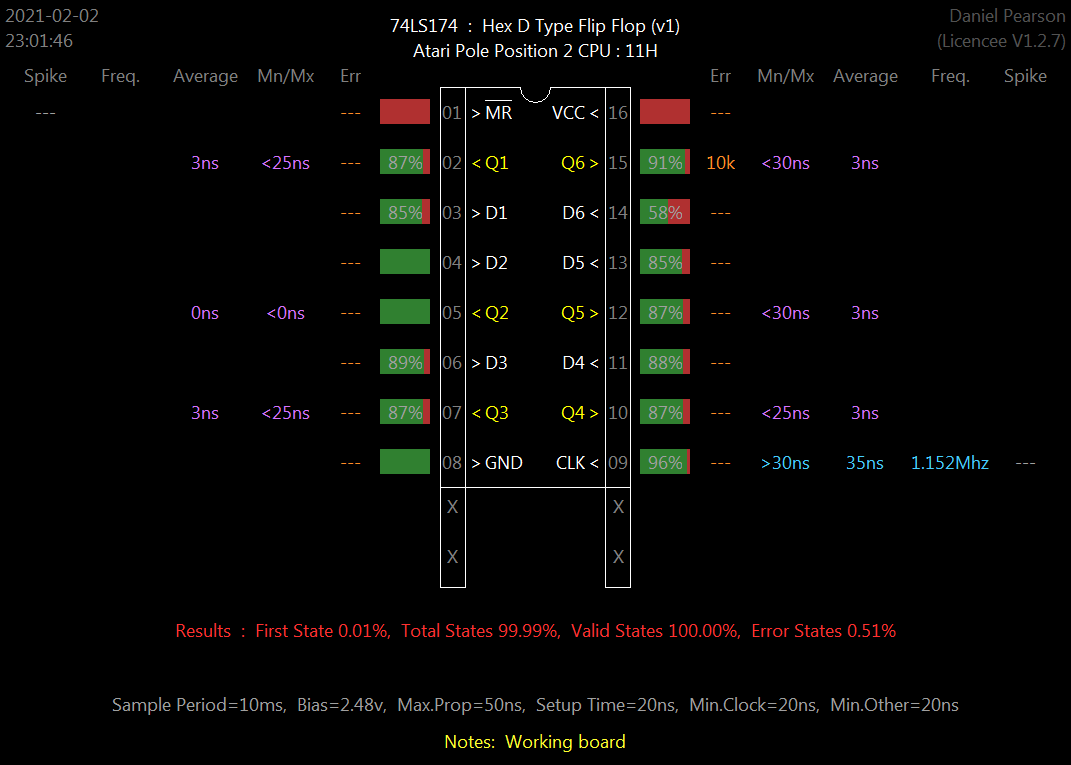 2021-02-02
23:01:46
74LS174 : Hex D Type Flip Flop (v1)
Atari Pole Position 2 CPU : 11H
Daniel Pearson
(Licencee V1.2.7)
Spike Freq. Average Mn/Mx Err Err Mn/Mx Average Freq. Spike
--- --- 01 > MR VCC < 16 ---
3ns <25ns --- 87% 02 < Q1 Q6 > 15 91% 10k <30ns 3ns
--- 85% 03 > D1 D6 < 14 58% ---
--- 04 > D2 D5 < 13 85% ---
0ns <0ns --- 05 < Q2 Q5 > 12 87% --- <30ns 3ns
--- 89% 06 > D3 D4 < 11 88% ---
3ns <25ns --- 87% 07 < Q3 Q4 > 10 87% --- <25ns 3ns
--- 08 > GND CLK < 09 96% --- >30ns 35ns 1.152Mhz ---
X X
X X
Results : First State 0.01%, Total States 99.99%, Valid States 100.00%, Error States 0.51%
Sample Period=10ms, Bias=2.48v, Max.Prop=50ns, Setup Time=20ns, Min.Clock=20ns, Min.Other=20ns
Notes: Working board